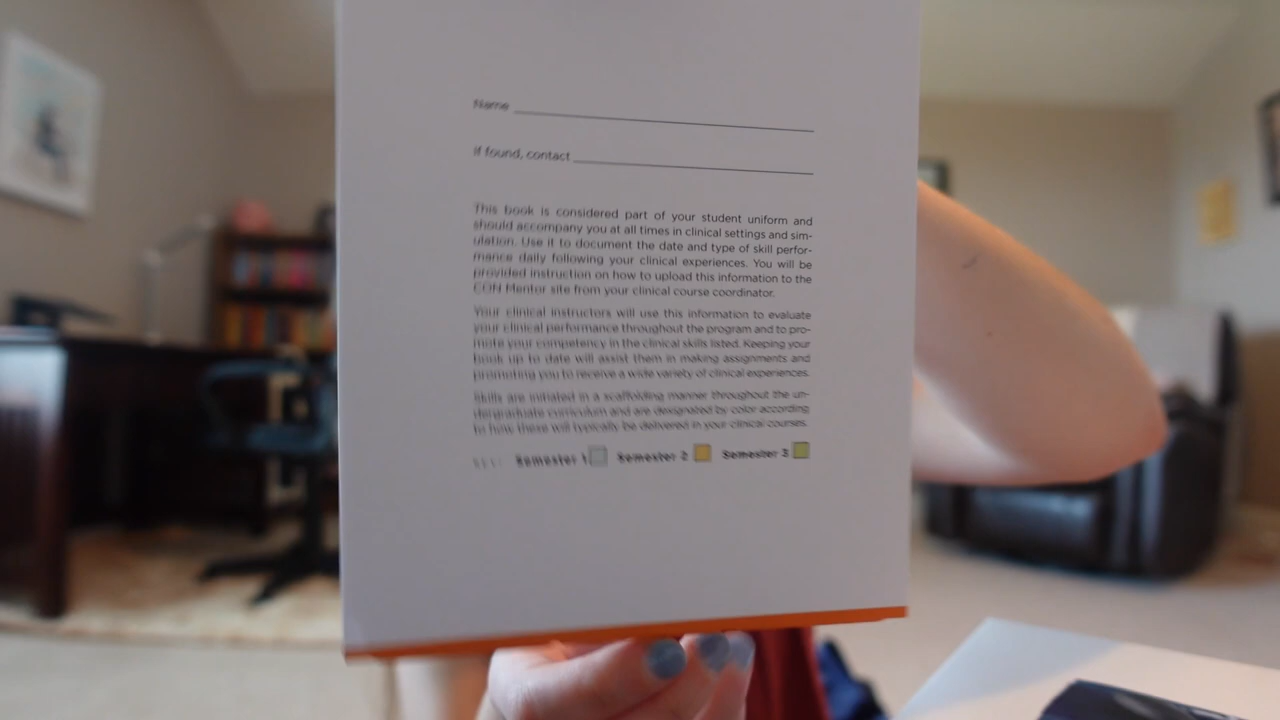 Name
If found, contact
This book is considered part of your student uniform and
should accompany you at all times in clinical settings and sim-
ulation. Use it to document the date and type of skill perfor-
mance daily following your clinical experiences. You will be
provided instruction on how to upload this information to the
CON Mentor site from your clinical course coordinator.
Your clinical instructors will use this information to evaluate
your clinical performance throughout the program and to pro-
mote your competency in the clinical skills listed. Keeping your
book up to date will assist them in making assignments and
promoting you to receive a wide variety of clinical experiences.
Skills are initiated in a scaffolding manner throughout the un-
dergraduate curriculum and are designated by color according
to how these will typically be delivered in your clinical courses.
Semester 1 Semester 2 Semester 3